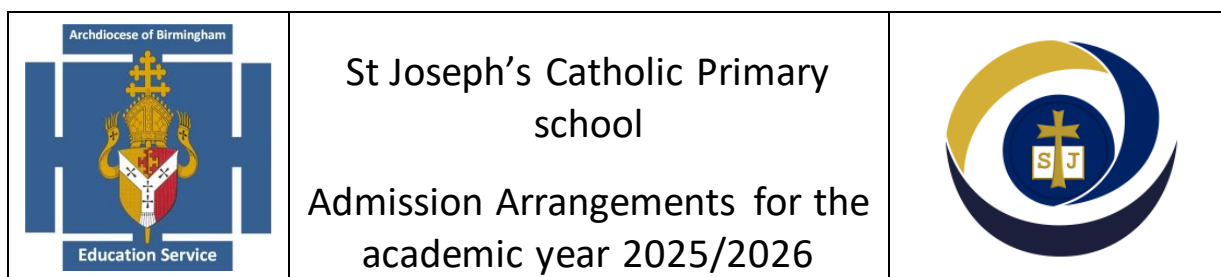 Archdiocese of Birmingham
Education Service
St Joseph’s Catholic Primary
school
Admission Arrangements for the
academic year 2025/2026
S J